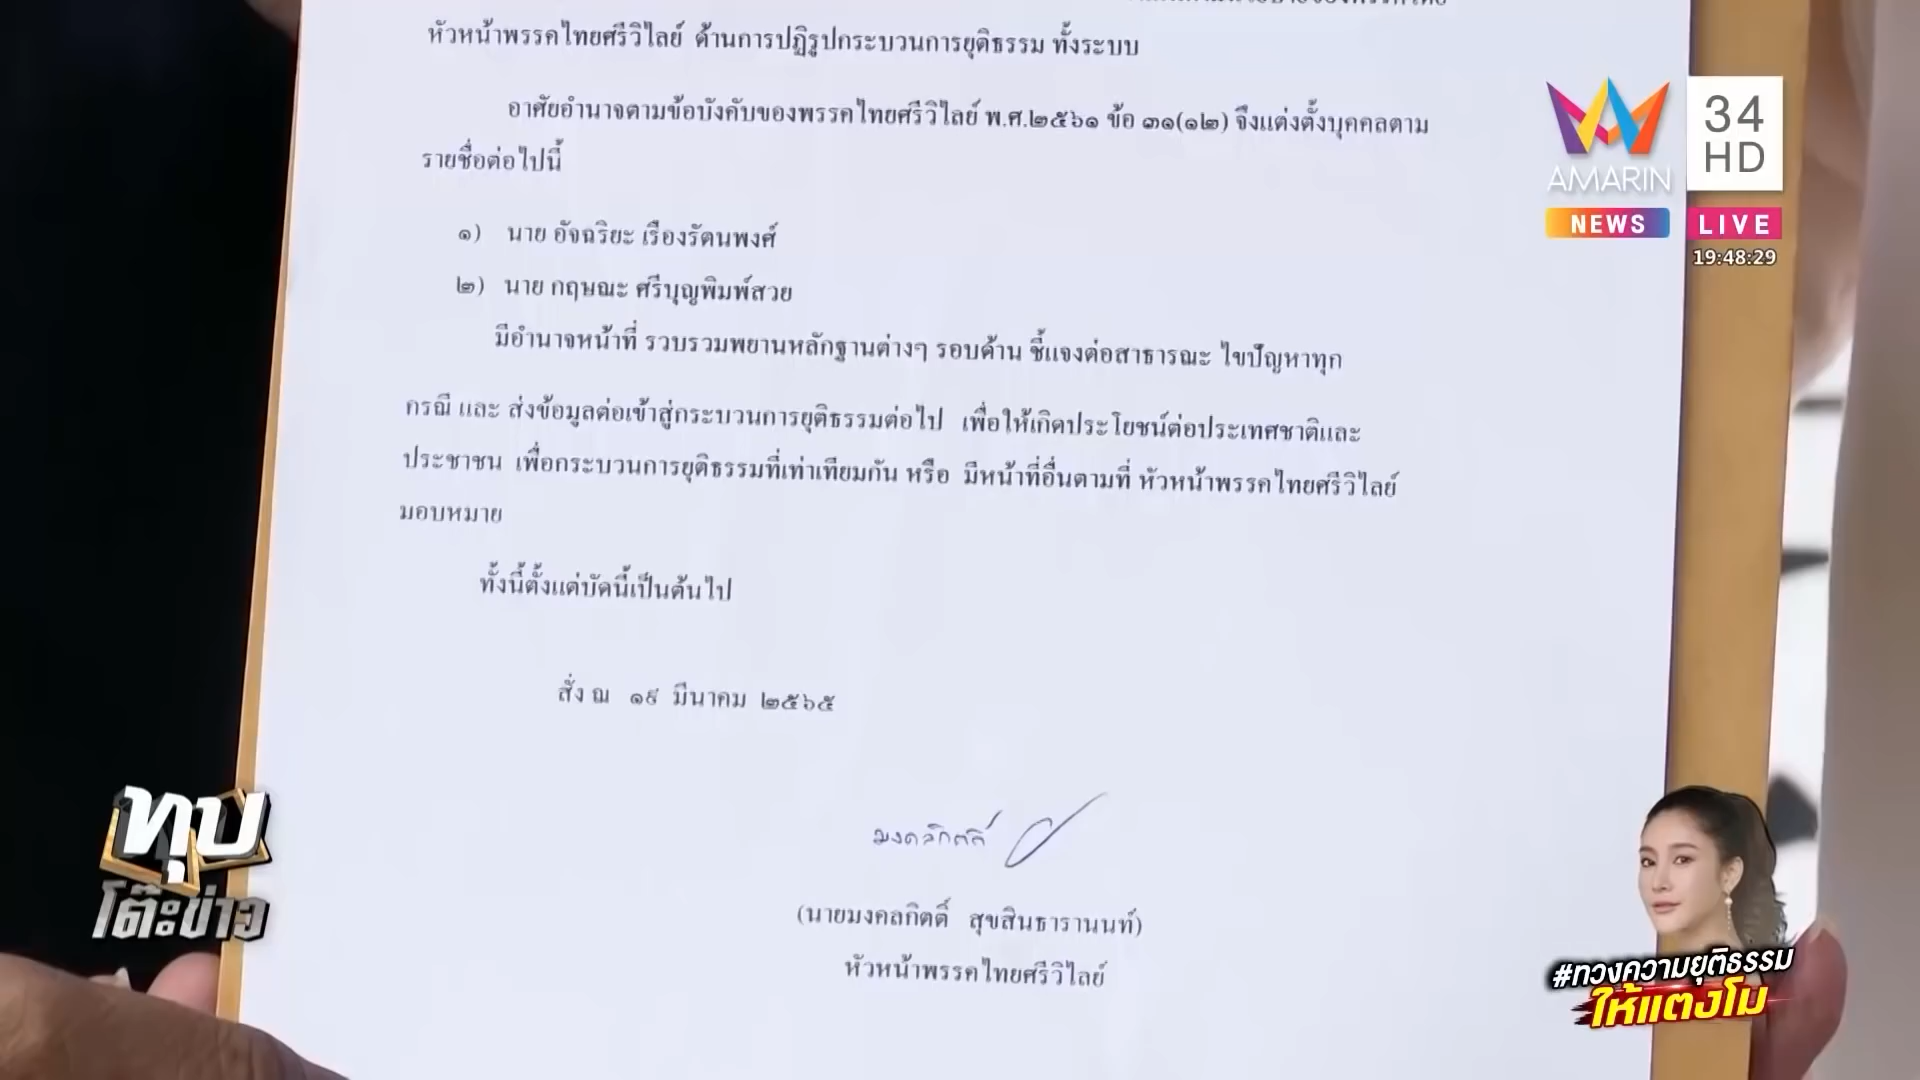 หัวหน้าพรรคไทยศรีวิไลย์ ด้านการปฏิรูปกระบวนการยุติธรรม ทั้งระบบ
อาศัยอำนาจตามข้อบังคับของพรรคไทยศรีวิไลย์ พ.ศ.๒๕๖๑ ข้อ ๓๑(๑๒) จึงแต่งตั้งบุคคลตาม
รายชื่อต่อไปนี้
๑) นาย อัจฉริยะ เรืองรัตนพงศ์
๒) นาย กฤษณะ ศรีบุญพิมพ์สวย
มีอำนาจหน้าที่ รวบรวมพยานหลักฐานต่างๆ รอบด้าน ชี้แจงต่อสาธารณะ ไขปัญหาทุก
กรณี และ ส่งข้อมูลต่อเข้าสู่กระบวนการยุติธรรมต่อไป เพื่อให้เกิดประโยชน์ต่อประเทศชาติและ
ประชาชน เพื่อกระบวนการยุติธรรมที่เท่าเทียมกัน หรือ มีหน้าที่อื่นตามที่ หัวหน้าพรรคไทยศรีวิไลย์
มอบหมาย
ทั้งนี้ตั้งแต่บัดนี้เป็นต้นไป
สั่ง ณ ๑๙ มีนาคม ๒๕๖๕
มงคลกิตติ์
(นายมงคลกิตติ์ สุขสินธารานนท์)
หัวหน้าพรรคไทยศรีวิไลย์
AMARIN
34
HD
NEWS
LIVE
19:48:29
ทุบ
โต๊ะข่าว
#ทวงความยุติธรรม
ให้แตงโม